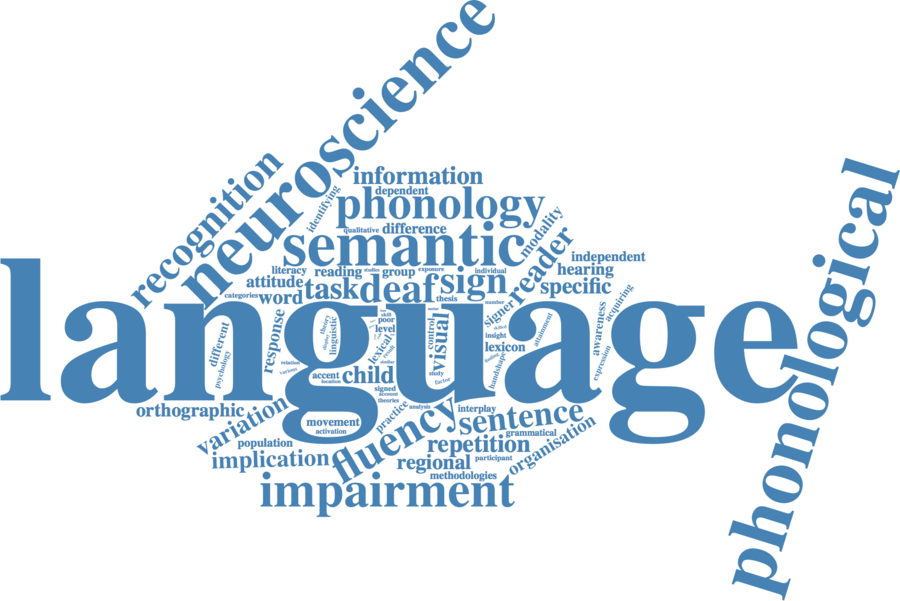 neuroscience
recognition
information
dependent
identifying
phonology
qualitative difference
modality
semantic
reader
independent
literacy reading studies group exposure individual
hearing
attitude
task deaf sign
specific
categories word
thesis
number
signer
language
phonological
acquiring
awareness
different
psychology
response
theory
linguistic
skill
poor
level
control
visual
skilled
insight
attainment
lexical
lexicon
relation
various
similar
result
study
factor
handshape
expression
accent
location
child
signed
account
theories
orthographic
variation
movement
activation
practice
analysis
interplay
sentence
fluency
grammatical
population
repetition
organisation
implication
regional
participant
methodologies
impairment